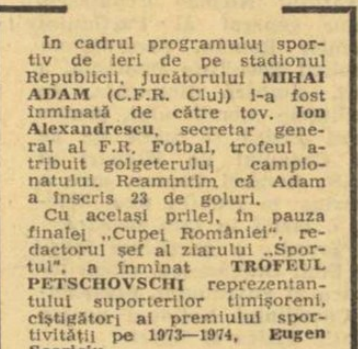 In cadrul programului spor-
tiv de ieri de pe stadionul
Republicii, jucătorului MIHAI
ADAM (C.F.R. Cluj) i-a fost
înmînată de către tov. Ion
Alexandrescu, secretar gene-
ral al F.R. Fotbal, trofeul a-
tribuit golgeterului campio-
natului. Reamintim că Adam
a înscris 23 de goluri.
Cu același prilej, în pauza
finalei „Cupei României", re-
dactorul șef al ziarului „Spor-
tul", a înmînat TROFEUL
PETSCHOVSCHI reprezentan-
tului suporterilor timișoreni,
cîștigători ai premiului spor-
tivității pe 1973—1974, Eugen